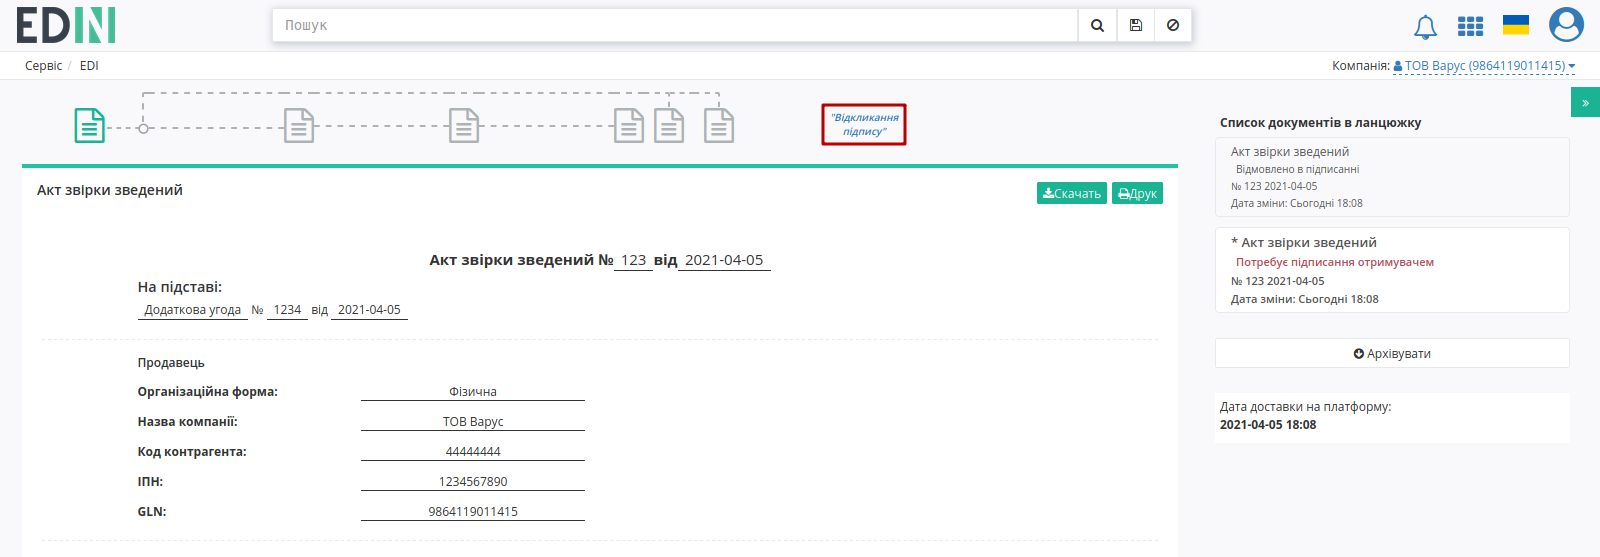 EDIN
Пошук
Сервіс / EDI
Компанія: ТОВ Варус (9864119011415)
"Відкликання
підпису"
»
Акт звірки зведений
Скачать Друк
Акт звірки зведений № 123 від 2021-04-05
На підставі:
Додаткова угода № 1234 від 2021-04-05
Продавець
Організаційна форма: Фізична
Назва компанії: ТОВ Варус
Код контрагента: 44444444
ІПН: 1234567890
GLN: 9864119011415
Список документів в ланцюжку
Акт звірки зведений
Відмовлено в підписанні
№ 123 2021-04-05
Дата зміни: Сьогодні 18:08
* Акт звірки зведений
Потребує підписання отримувачем
№ 123 2021-04-05
Дата зміни: Сьогодні 18:08
Архівувати
Дата доставки на платформу:
2021-04-05 18:08